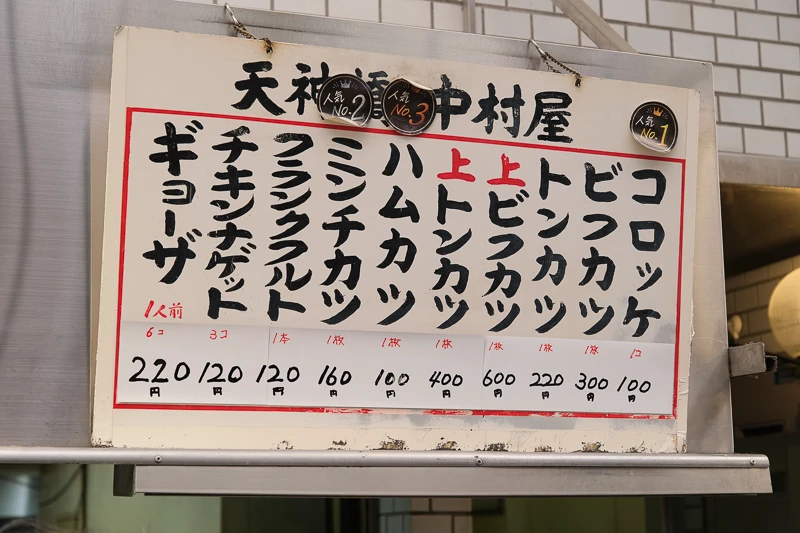 天神橋 中村屋
人気 No.1
人気 No.2
人気 No.3
コロッケ 1コ 100円
ビフカツ 1枚 300円
トンカツ 1枚 220円
上ビフカツ 1枚 600円
上トンカツ 1枚 400円
ハムカツ 1枚 100円
ミンチカツ 1枚 160円
フランクフルト 1本 120円
チキンナゲット 3コ 120円
ギョーザ 1人前 6コ 220円